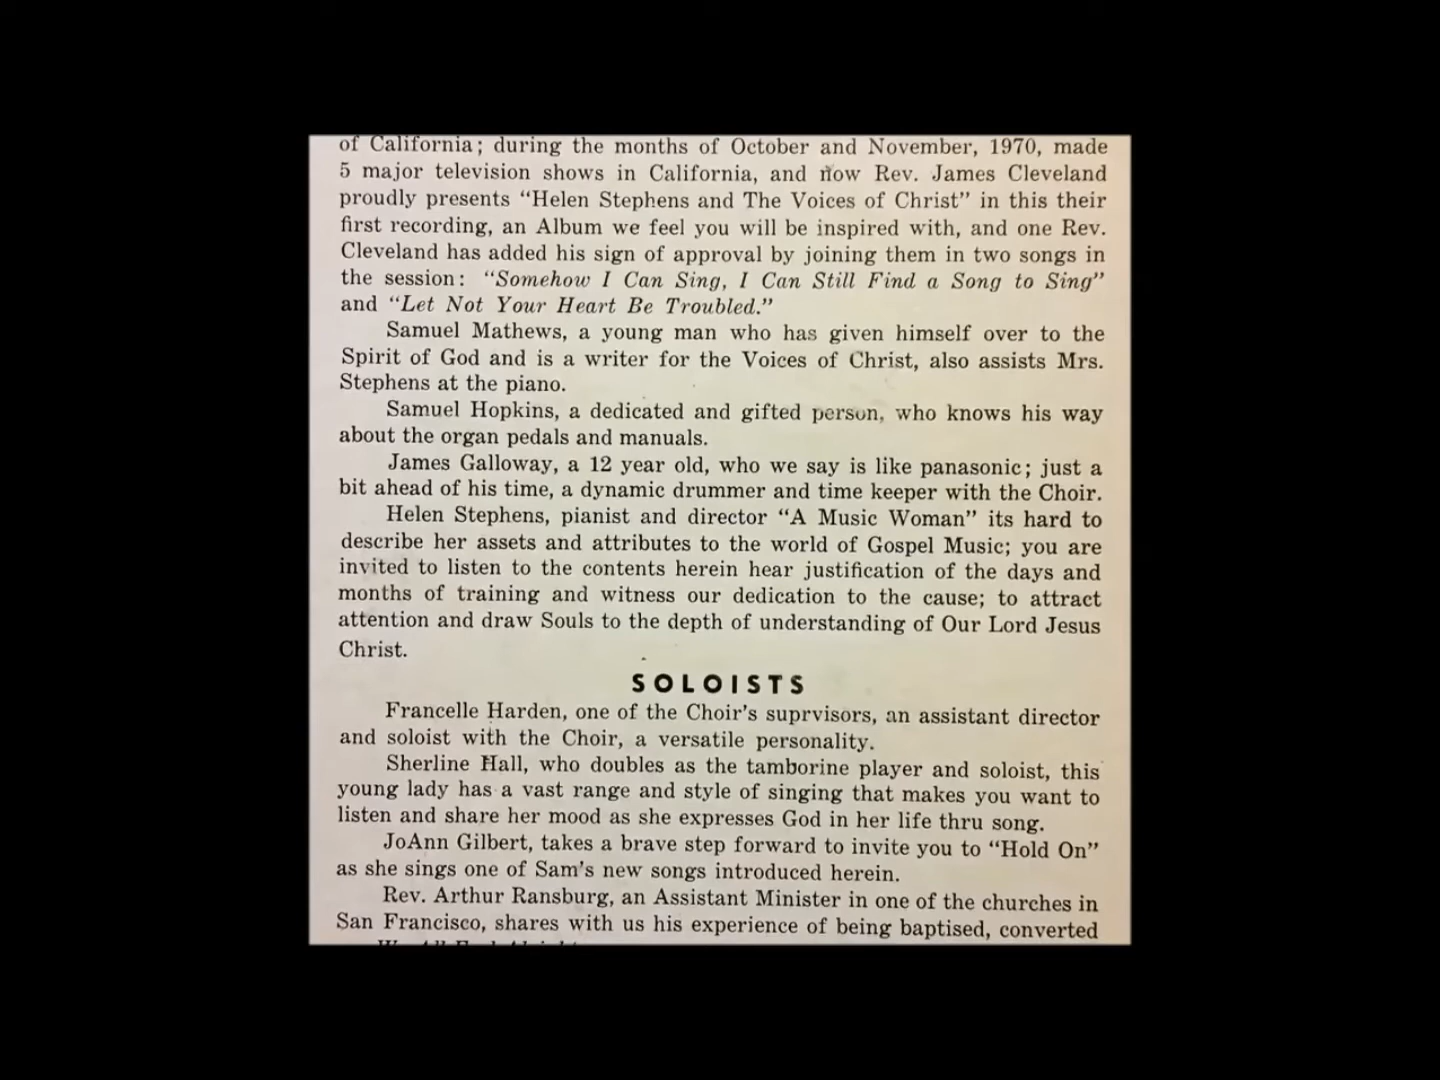 of California; during the months of October and November, 1970, made
5 major television shows in California, and now Rev. James Cleveland
proudly presents “Helen Stephens and The Voices of Christ” in this their
first recording, an Album we feel you will be inspired with, and one Rev.
Cleveland has added his sign of approval by joining them in two songs in
the session: “Somehow I Can Sing, I Can Still Find a Song to Sing”
and “Let Not Your Heart Be Troubled.”
Samuel Mathews, a young man who has given himself over to the
Spirit of God and is a writer for the Voices of Christ, also assists Mrs.
Stephens at the piano.
Samuel Hopkins, a dedicated and gifted person, who knows his way
about the organ pedals and manuals.
James Galloway, a 12 year old, who we say is like panasonic; just a
bit ahead of his time, a dynamic drummer and time keeper with the Choir.
Helen Stephens, pianist and director “A Music Woman” its hard to
describe her assets and attributes to the world of Gospel Music; you are
invited to listen to the contents herein hear justification of the days and
months of training and witness our dedication to the cause; to attract
attention and draw Souls to the depth of understanding of Our Lord Jesus
Christ.
SOLOISTS
Francelle Harden, one of the Choir’s suprvisors, an assistant director
and soloist with the Choir, a versatile personality.
Sherline Hall, who doubles as the tamborine player and soloist, this
young lady has a vast range and style of singing that makes you want to
listen and share her mood as she expresses God in her life thru song.
JoAnn Gilbert, takes a brave step forward to invite you to “Hold On”
as she sings one of Sam’s new songs introduced herein.
Rev. Arthur Ransburg, an Assistant Minister in one of the churches in
San Francisco, shares with us his experience of being baptised, converted